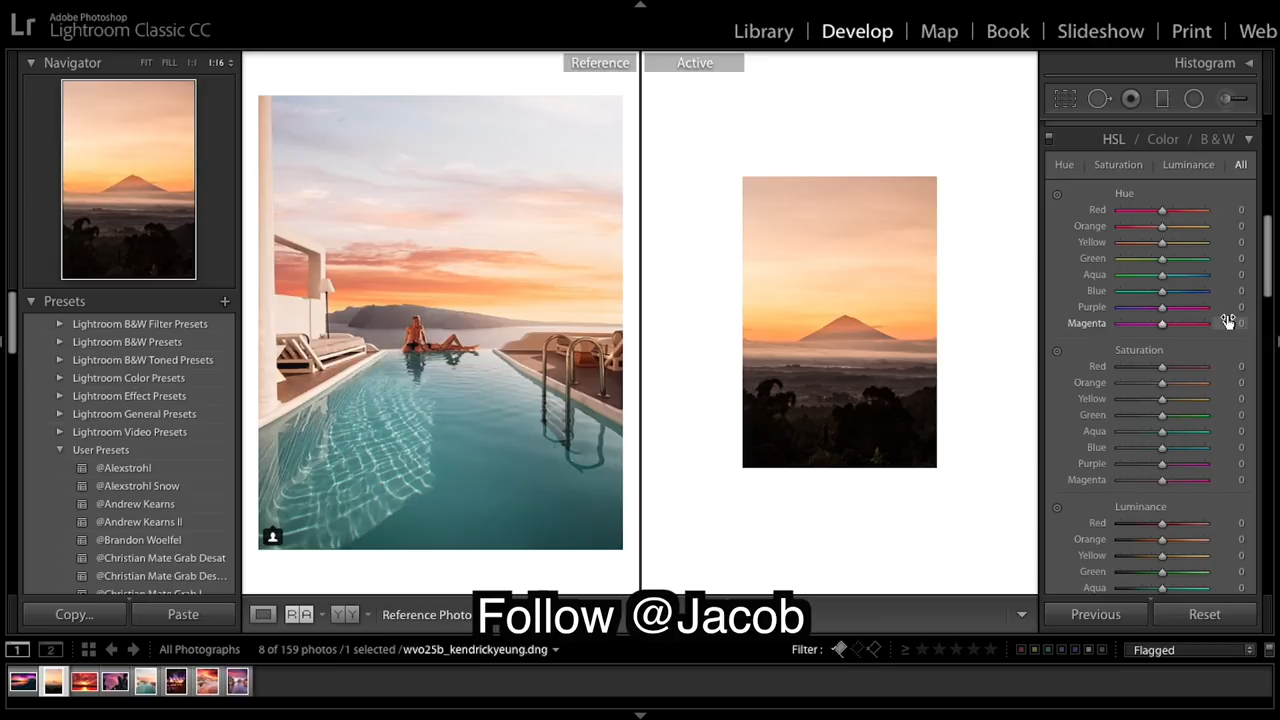 Lr
Adobe Photoshop
Lightroom Classic CC
Library | Develop | Map | Book | Slideshow | Print | Web
Navigator FIT FILL 1:1 1:16
Reference
Active
Histogram
HSL / Color / B & W
Hue Saturation Luminance All
Hue
Red 0
Orange 0
Yellow 0
Green 0
Aqua 0
Blue 0
Purple 0
Magenta 0
Saturation
Red 0
Orange 0
Yellow 0
Green 0
Aqua 0
Blue 0
Purple 0
Magenta 0
Luminance
Red 0
Orange 0
Yellow 0
Green 0
Aqua 0
Presets +
Lightroom B&W Filter Presets
Lightroom B&W Presets
Lightroom B&W Toned Presets
Lightroom Color Presets
Lightroom Effect Presets
Lightroom General Presets
Lightroom Video Presets
User Presets
@Alexstrohl
@Alexstrohl Snow
@Andrew Kearns
@Andrew Kearns II
@Brandon Woelfel
@Christian Mate Grab Desat
@Christian Mate Grab Des...
Copy... Paste
R A Y Y Reference Photo
Follow @Jacob
Previous Reset
1 2 All Photographs 8 of 159 photos / 1 selected / wvo25b_kendrickyeung.dng
Filter : Flagged